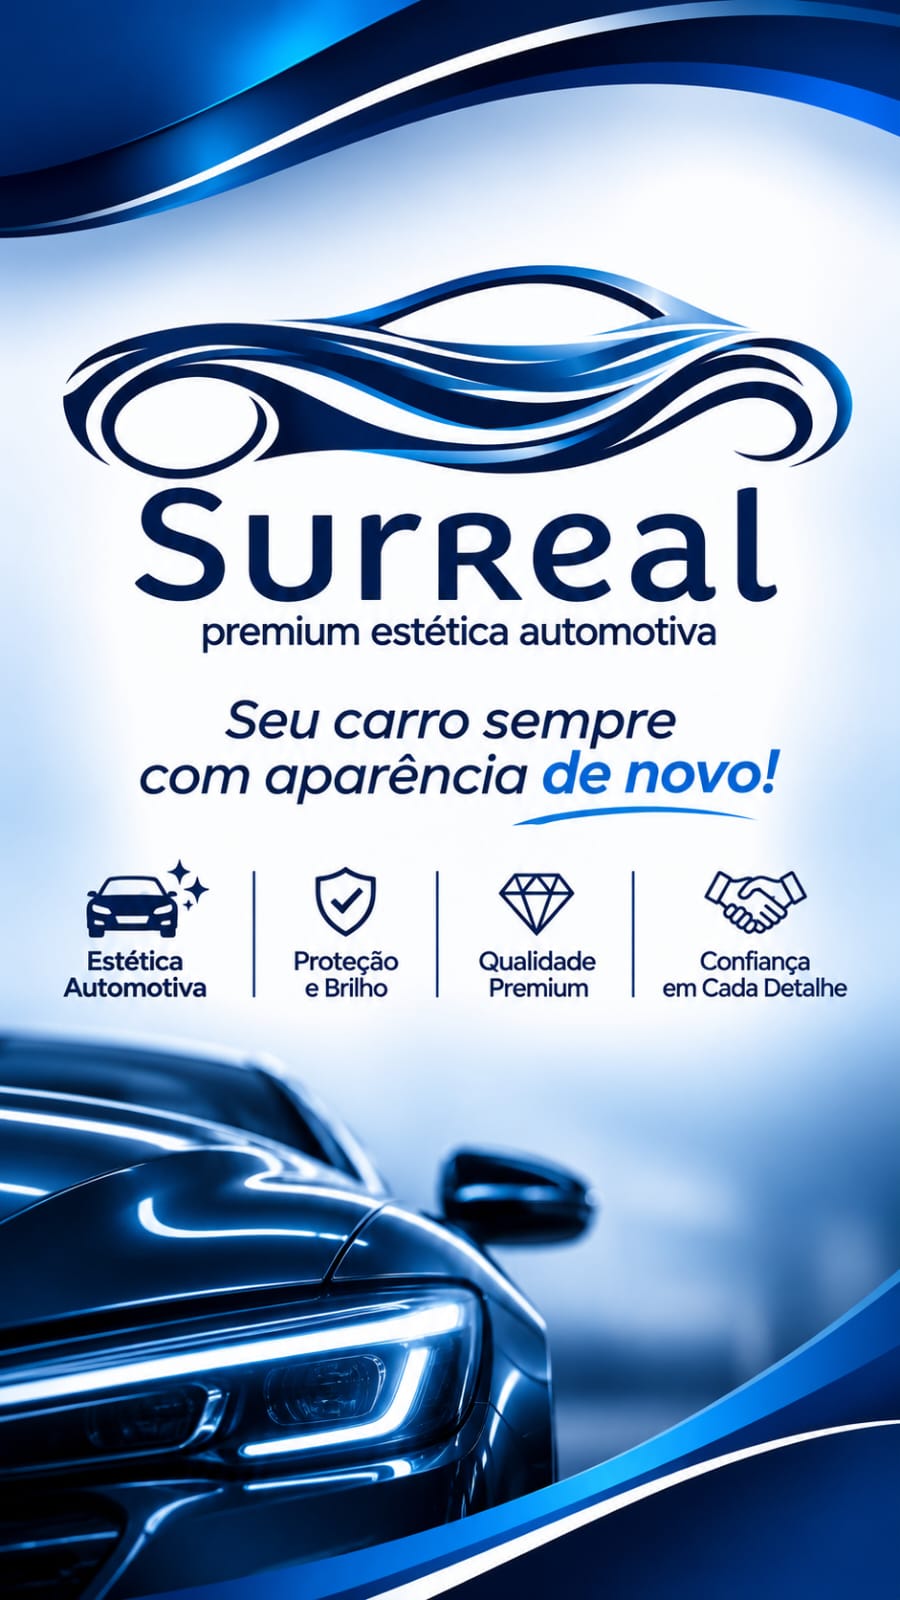 SurReal
premium estética automotiva
Seu carro sempre
com aparência de novo!
Estética
Automotiva
Proteção
e Brilho
Qualidade
Premium
Confiança
em Cada Detalhe